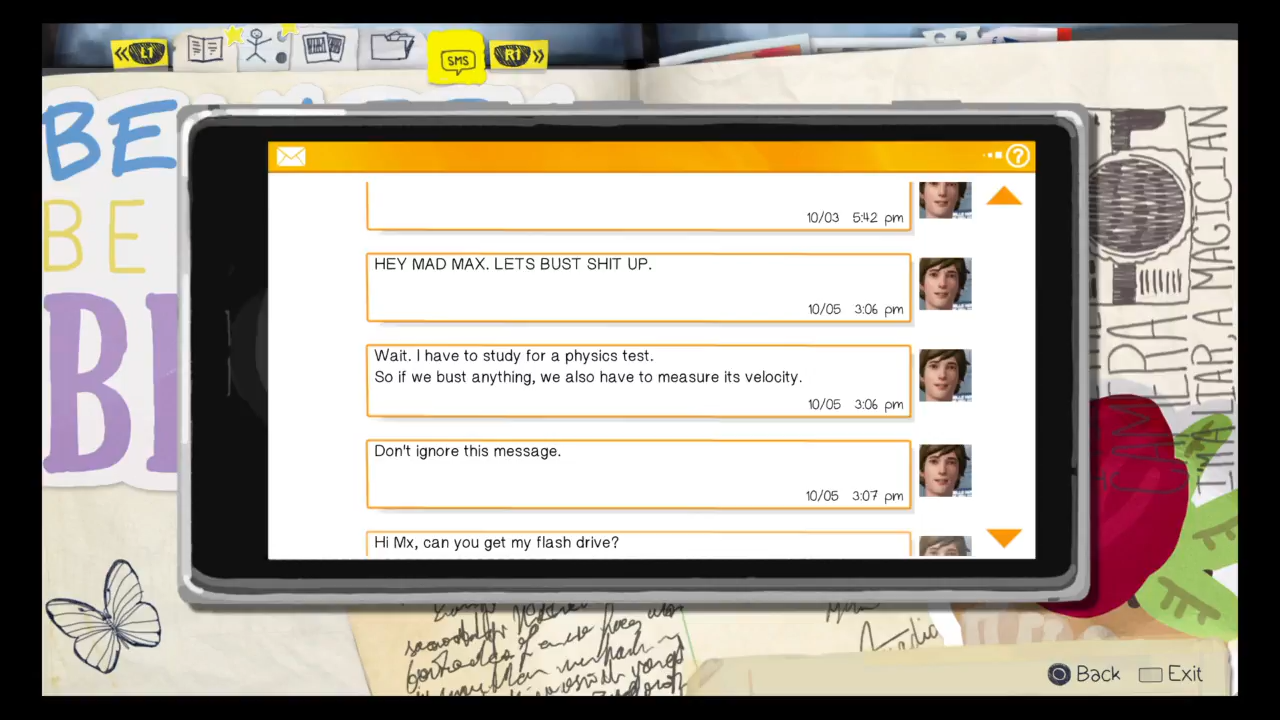 L1
SMS
R1
BE
BE
10/03 5:42 pm
HEY MAD MAX. LETS BUST SHIT UP.
10/05 3:06 pm
Wait. I have to study for a physics test.
So if we bust anything, we also have to measure its velocity.
10/05 3:06 pm
Don't ignore this message.
10/05 3:07 pm
Hi Mx, can you get my flash drive?
I'M A LIAR, A MAGICIAN
Back
Exit